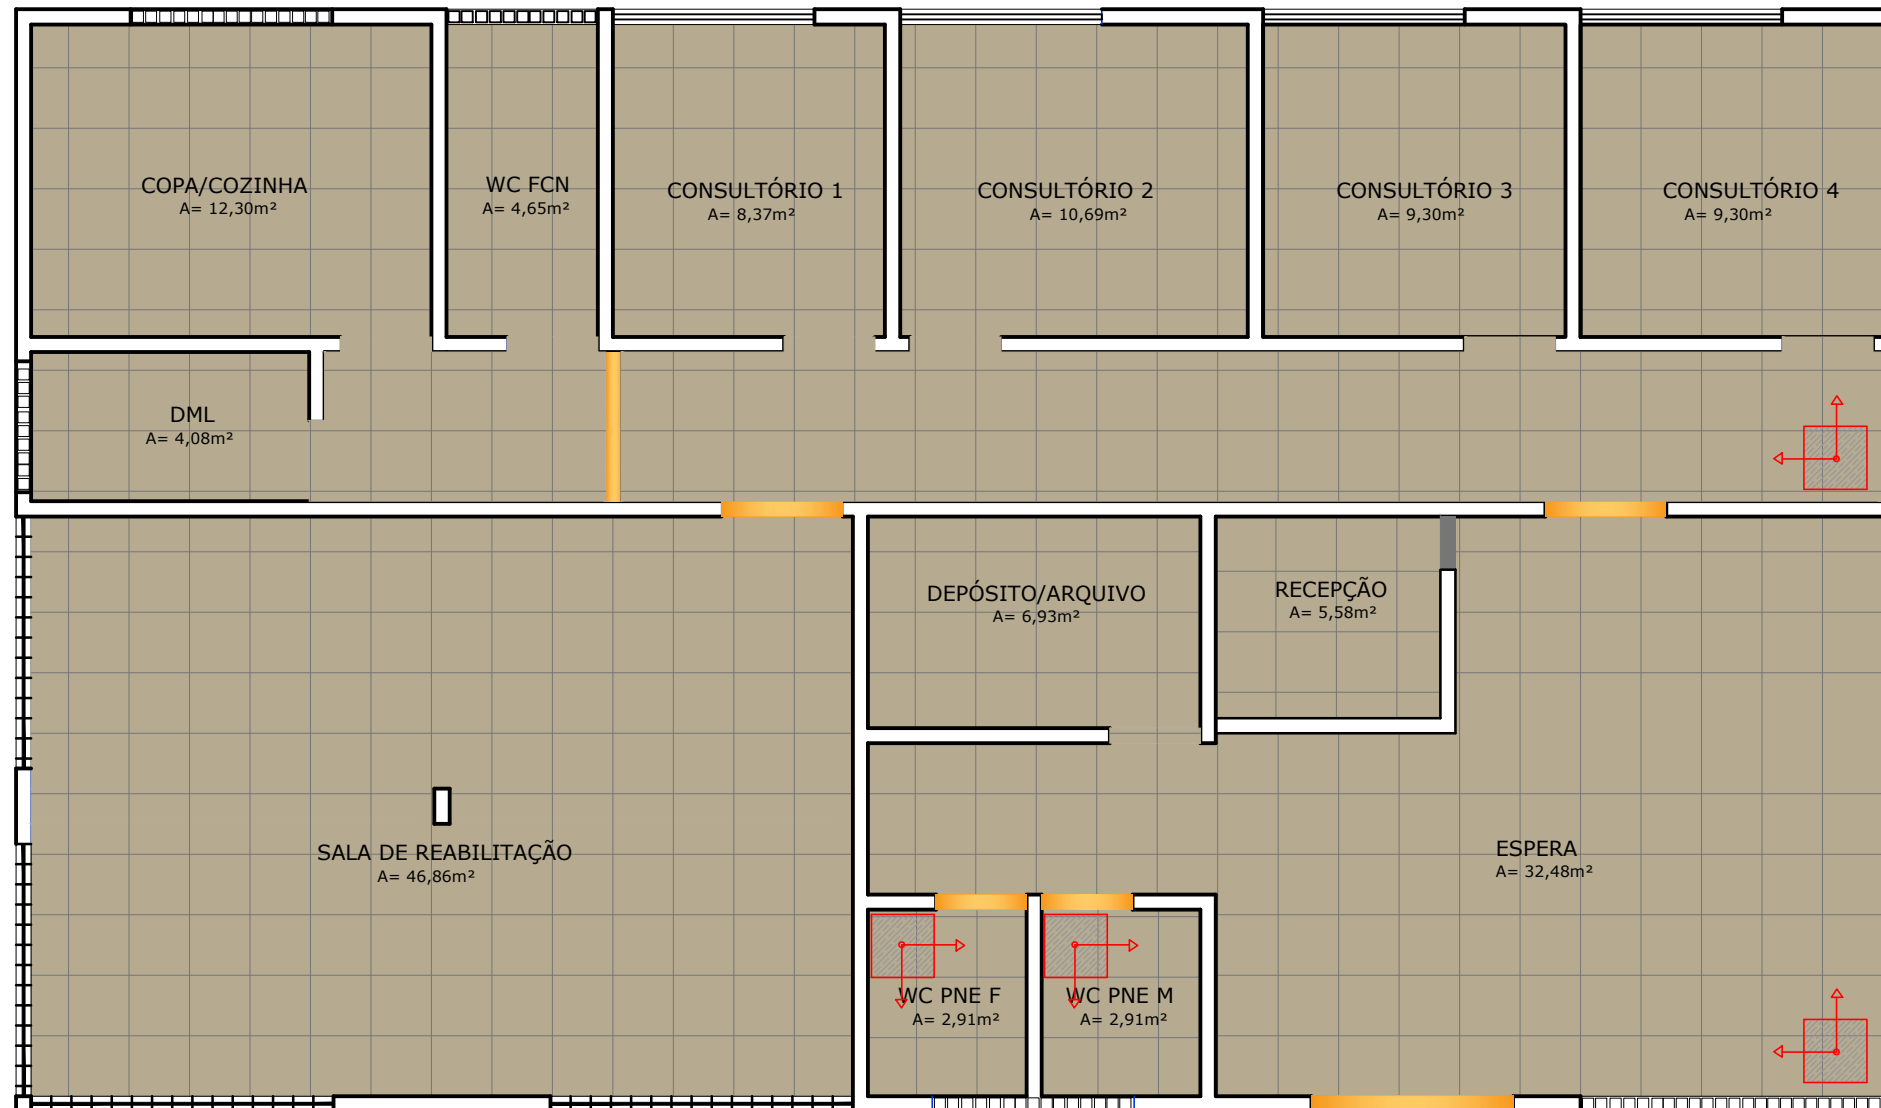 COPA/COZINHA
A= 12,30m²
WC FCN
A= 4,65m²
CONSULTÓRIO 1
A= 8,37m²
CONSULTÓRIO 2
A= 10,69m²
CONSULTÓRIO 3
A= 9,30m²
CONSULTÓRIO 4
A= 9,30m²
DML
A= 4,08m²
DEPÓSITO/ARQUIVO
A= 6,93m²
RECEPÇÃO
A= 5,58m²
SALA DE REABILITAÇÃO
A= 46,86m²
ESPERA
A= 32,48m²
WC PNE F
A= 2,91m²
WC PNE M
A= 2,91m²